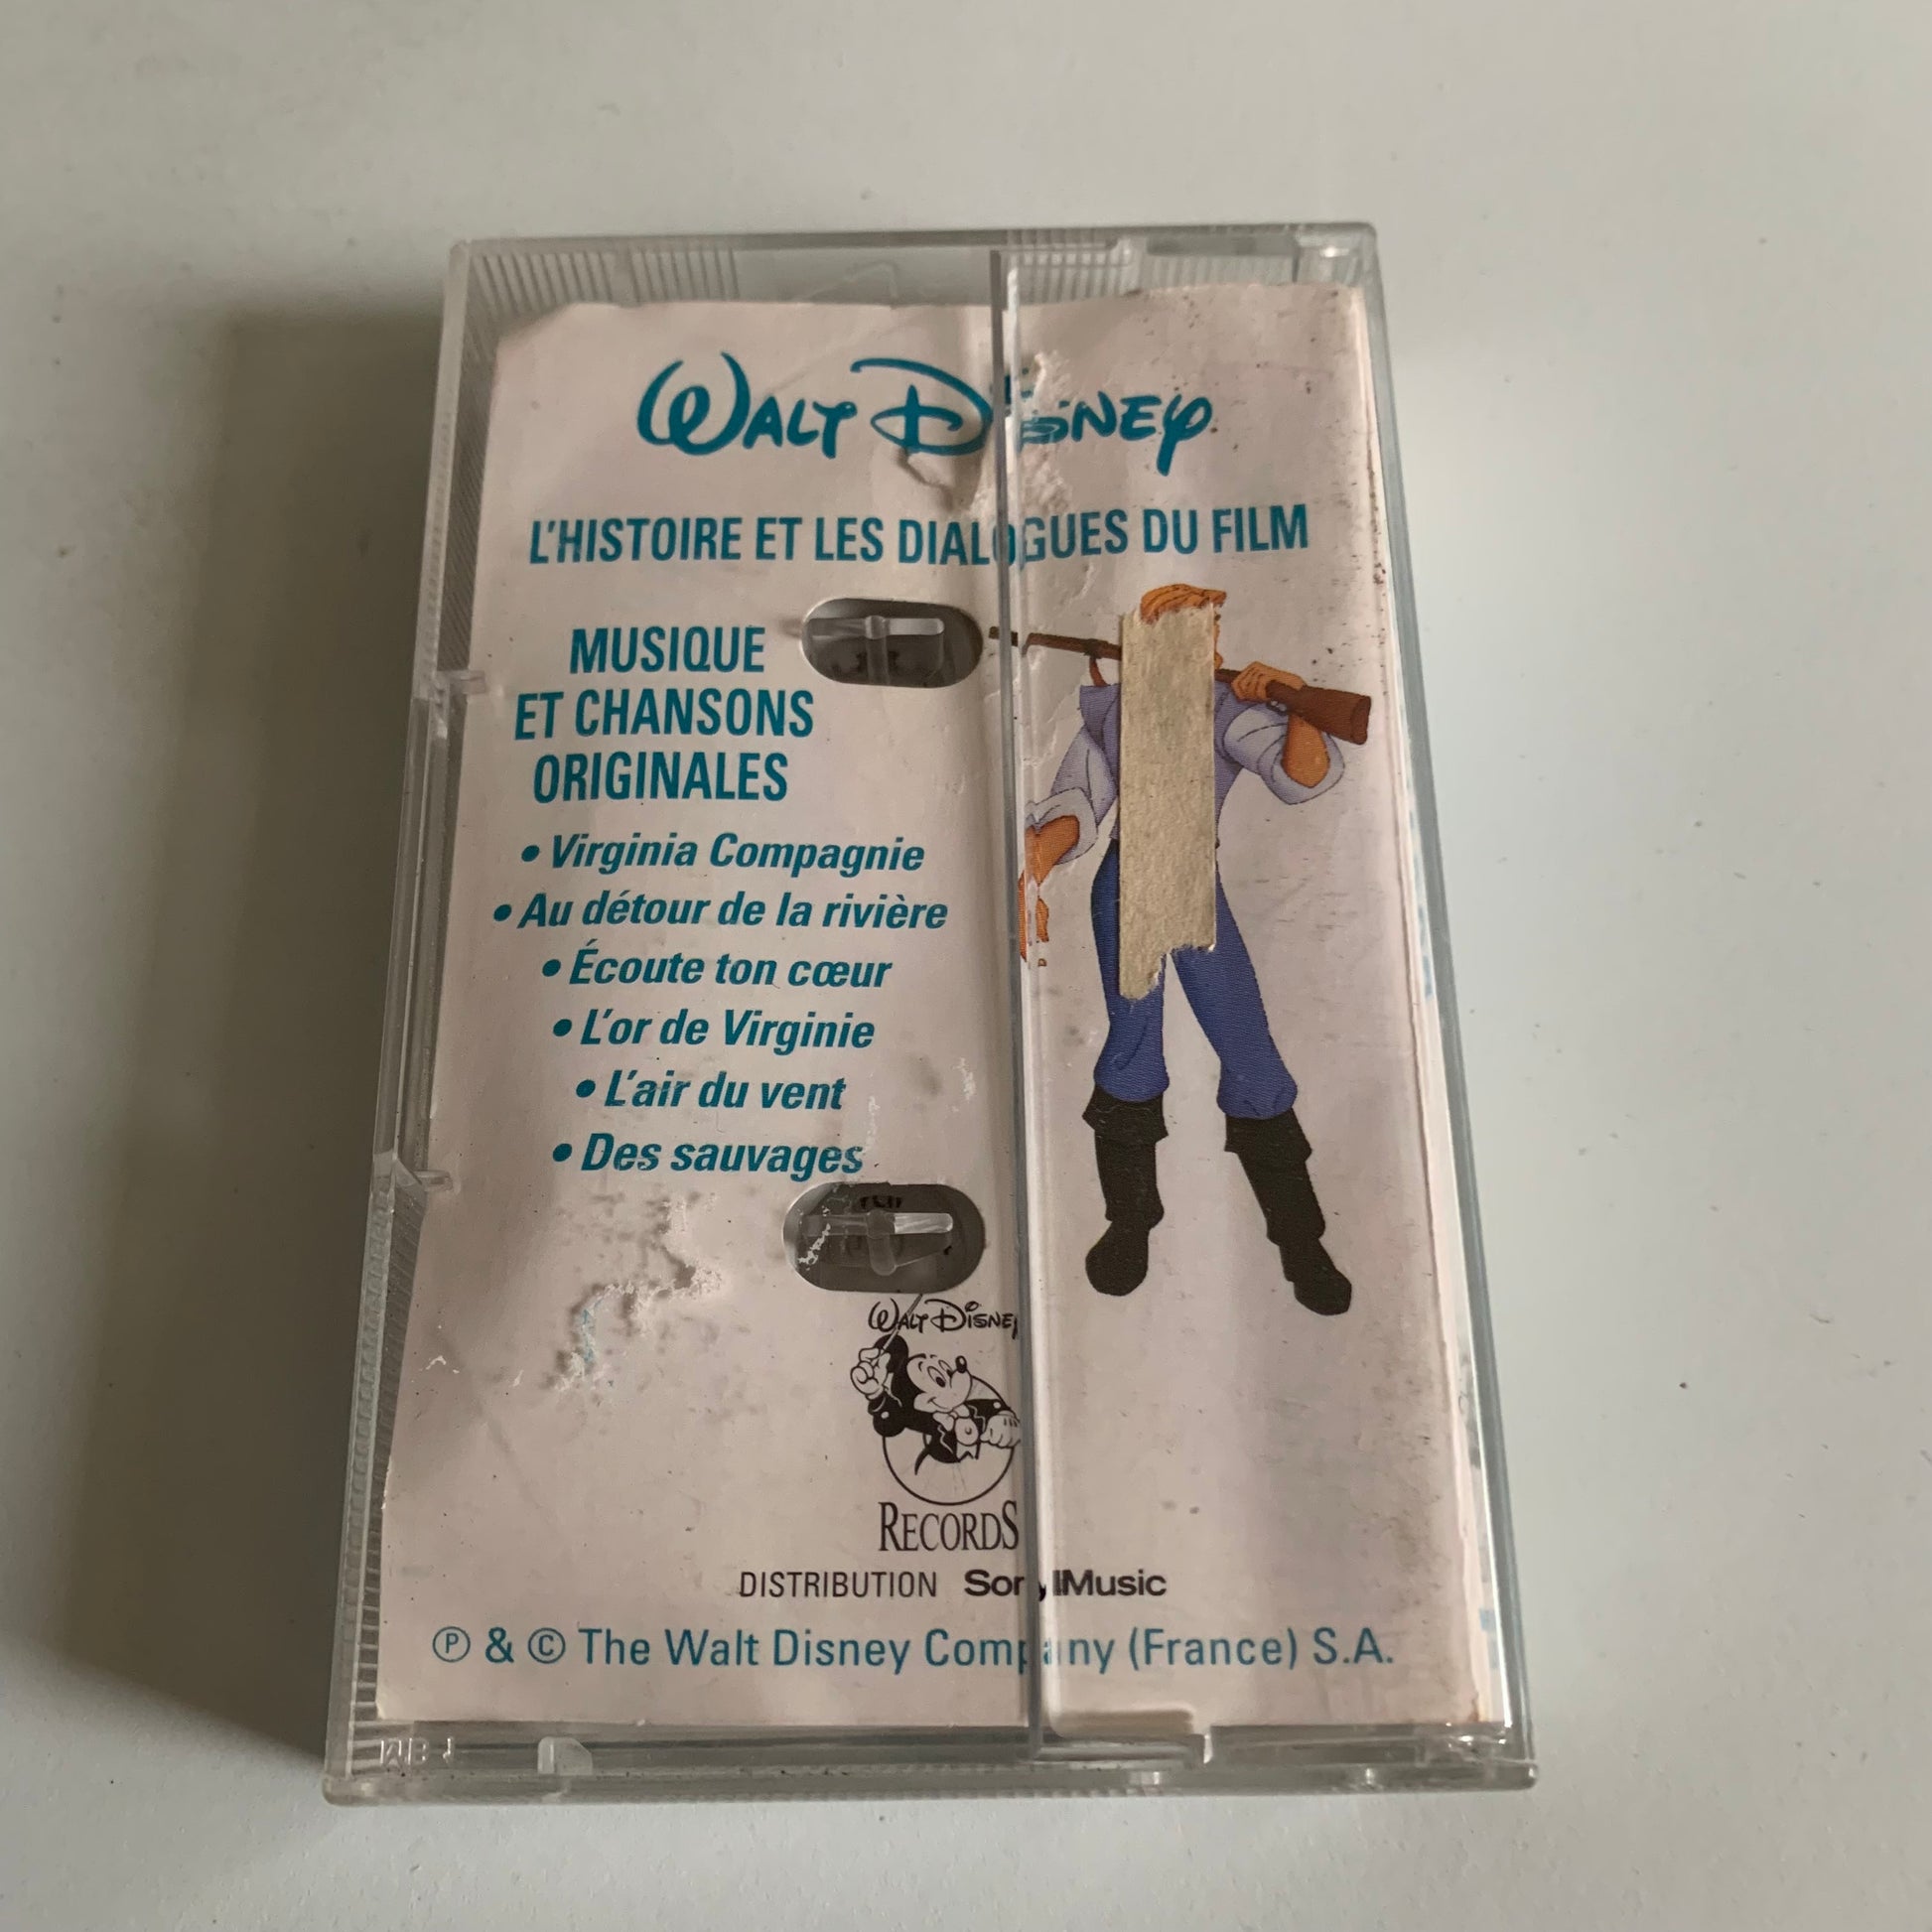 WALT DISNEY
L'HISTOIRE ET LES DIALOGUES DU FILM
MUSIQUE
ET CHANSONS
ORIGINALES
• Virginia Compagnie
• Au détour de la rivière
• Écoute ton cœur
• L'or de Virginie
• L'air du vent
• Des sauvages
WALT DISNEY
RECORDS
DISTRIBUTION Sony Music
Ⓟ & © The Walt Disney Company (France) S.A.